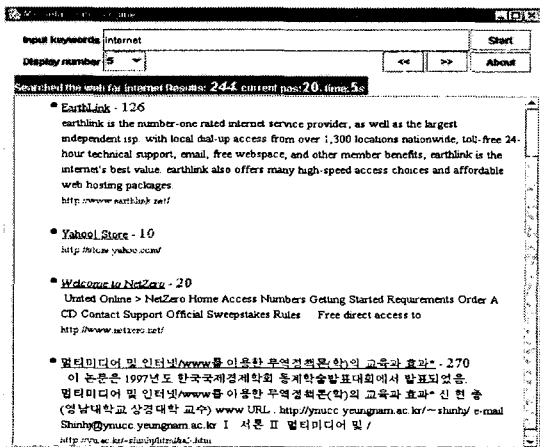 Input keywords internet Start
Display number 5 << >> About
Searched the web for internet Results: 244. current pos:20. time:5s
EarthLink - 126
earthlink is the number-one rated internet service provider, as well as the largest
independent isp. with local dial-up access from over 1,300 locations nationwide, toll-free 24-
hour technical support, email, free webspace, and other member benefits, earthlink is the
internet's best value. earthlink also offers many high-speed access choices and affordable
web hosting packages.
http://www.earthlink.net/
Yahoo! Store - 10
http://store.yahoo.com/
Welcome to NetZero - 20
United Online > NetZero Home Access Numbers Getting Started Requirements Order A
CD Contact Support Official Sweepstakes Rules Free direct access to
http://www.netzero.net/
멀티미디어 및 인터넷/www를 이용한 무역정책론(학)의 교육과 효과* - 270
이 논문은 1997년도 한국국제경제학회 동계학술발표대회에서 발표되었음.
멀티미디어 및 인터넷/www를 이용한 무역정책론(학)의 교육과 효과* 신 현 종
(영남대학교 상경대학 교수) www URL . http://ynucc yeungnam.ac.kr/~shinhj/ e-mail
Shinhj@ynucc yeungnam ac kr I 서론 II 멀티미디어 및 /